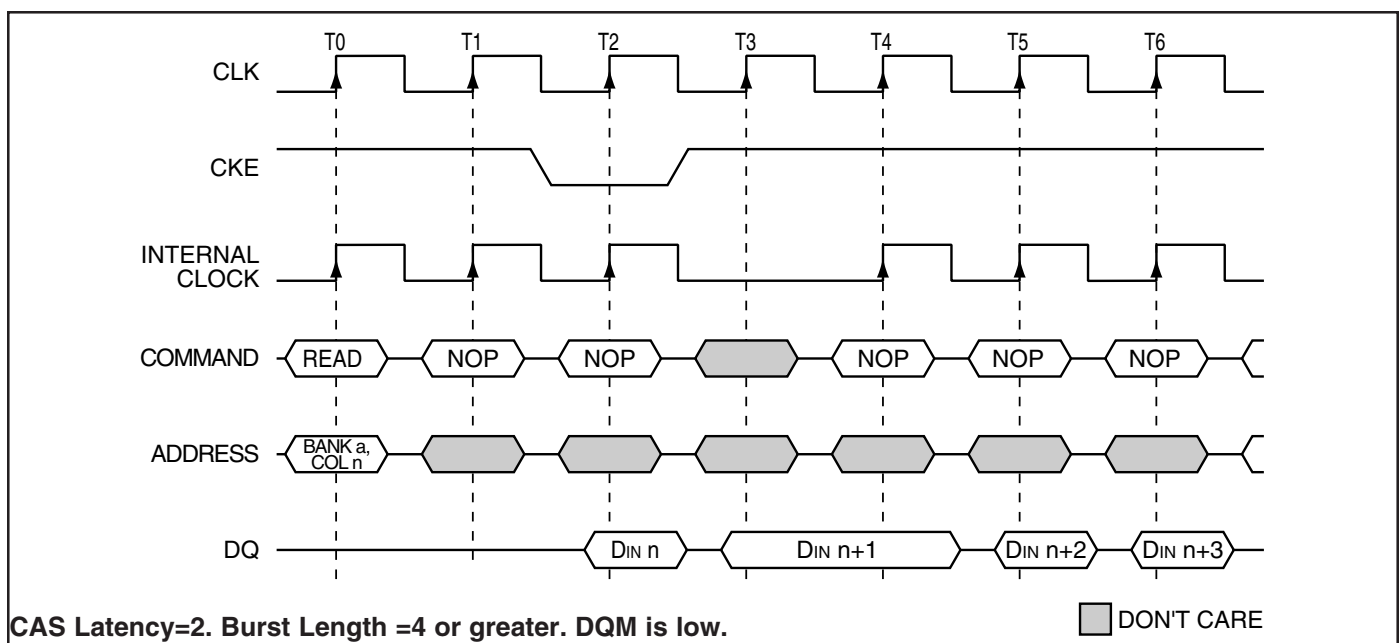 T0 T1 T2 T3 T4 T5 T6
CLK
CKE
INTERNAL
CLOCK
COMMAND READ NOP NOP NOP NOP NOP
ADDRESS BANK a,
COL n
DQ DIN n DIN n+1 DIN n+2 DIN n+3
CAS Latency=2. Burst Length =4 or greater. DQM is low.
DON'T CARE